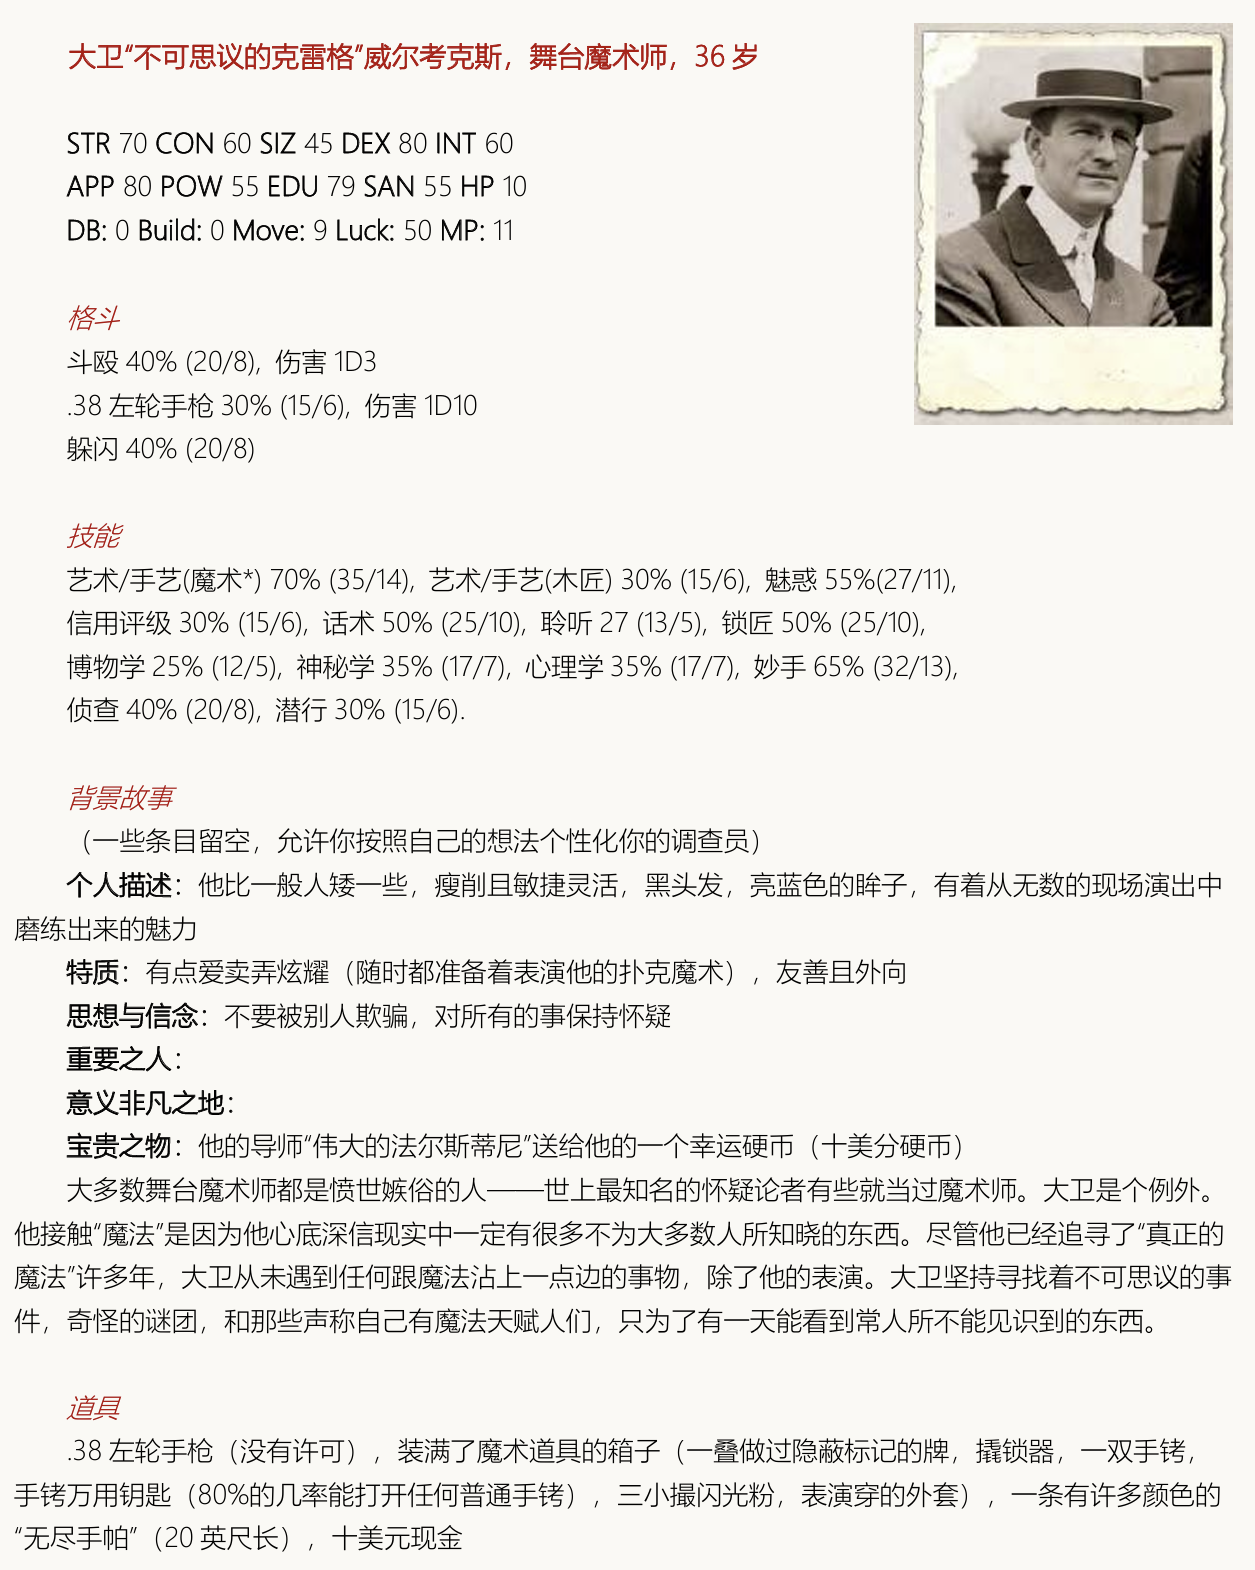 大卫“不可思议的克雷格”威尔考克斯，舞台魔术师，36 岁
STR 70 CON 60 SIZ 45 DEX 80 INT 60
APP 80 POW 55 EDU 79 SAN 55 HP 10
DB: 0 Build: 0 Move: 9 Luck: 50 MP: 11
格斗
斗殴 40% (20/8), 伤害 1D3
.38 左轮手枪 30% (15/6), 伤害 1D10
躲闪 40% (20/8)
技能
艺术/手艺(魔术*) 70% (35/14), 艺术/手艺(木匠) 30% (15/6), 魅惑 55%(27/11),
信用评级 30% (15/6), 话术 50% (25/10), 聆听 27 (13/5), 锁匠 50% (25/10),
博物学 25% (12/5), 神秘学 35% (17/7), 心理学 35% (17/7), 妙手 65% (32/13),
侦查 40% (20/8), 潜行 30% (15/6).
背景故事
（一些条目留空，允许你按照自己的想法个性化你的调查员）
个人描述：他比一般人矮一些，瘦削且敏捷灵活，黑头发，亮蓝色的眸子，有着从无数的现场演出中
磨练出来的魅力
特质：有点爱卖弄炫耀（随时都准备着表演他的扑克魔术），友善且外向
思想与信念：不要被别人欺骗，对所有的事保持怀疑
重要之人：
意义非凡之地：
宝贵之物：他的导师“伟大的法尔斯蒂尼”送给他的一个幸运硬币（十美分硬币）
大多数舞台魔术师都是愤世嫉俗的人——世上最知名的怀疑论者有些就当过魔术师。大卫是个例外。
他接触“魔法”是因为他心底深信现实中一定有很多不为大多数人所知晓的东西。尽管他已经追寻了“真正的
魔法”许多年，大卫从未遇到任何跟魔法沾上一点边的事物，除了他的表演。大卫坚持寻找着不可思议的事
件，奇怪的谜团，和那些声称自己有魔法天赋人们，只为了有一天能看到常人所不能见识到的东西。
道具
.38 左轮手枪（没有许可），装满了魔术道具的箱子（一叠做过隐蔽标记的牌，撬锁器，一双手铐，
手铐万用钥匙（80%的几率能打开任何普通手铐），三小撮闪光粉，表演穿的外套），一条有许多颜色的
“无尽手帕”（20 英尺长），十美元现金